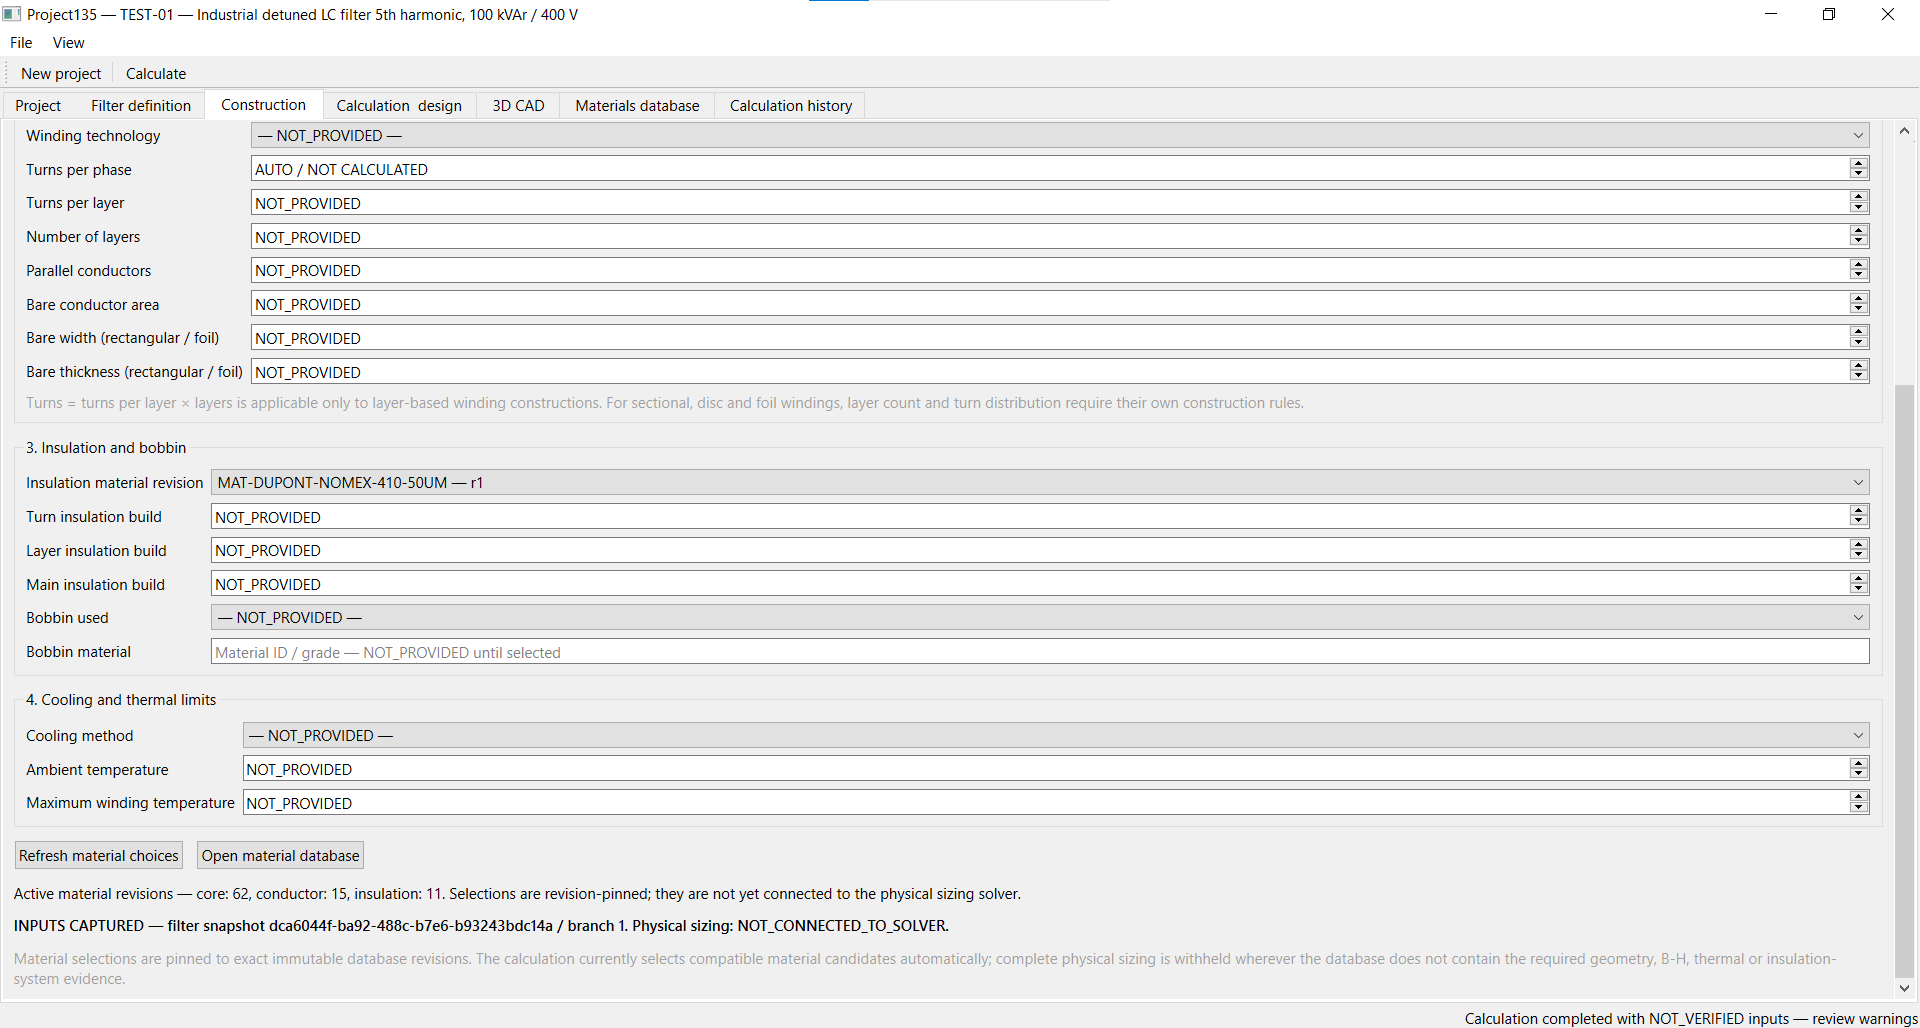 Project135 — TEST-01 — Industrial detuned LC filter 5th harmonic, 100 kVAr / 400 V
File View
New project Calculate
Project Filter definition Construction Calculation design 3D CAD Materials database Calculation history
Winding technology — NOT_PROVIDED —
Turns per phase AUTO / NOT CALCULATED
Turns per layer NOT_PROVIDED
Number of layers NOT_PROVIDED
Parallel conductors NOT_PROVIDED
Bare conductor area NOT_PROVIDED
Bare width (rectangular / foil) NOT_PROVIDED
Bare thickness (rectangular / foil) NOT_PROVIDED
Turns = turns per layer × layers is applicable only to layer-based winding constructions. For sectional, disc and foil windings, layer count and turn distribution require their own construction rules.
3. Insulation and bobbin
Insulation material revision MAT-DUPONT-NOMEX-410-50UM — r1
Turn insulation build NOT_PROVIDED
Layer insulation build NOT_PROVIDED
Main insulation build NOT_PROVIDED
Bobbin used — NOT_PROVIDED —
Bobbin material Material ID / grade — NOT_PROVIDED until selected
4. Cooling and thermal limits
Cooling method — NOT_PROVIDED —
Ambient temperature NOT_PROVIDED
Maximum winding temperature NOT_PROVIDED
Refresh material choices Open material database
Active material revisions — core: 62, conductor: 15, insulation: 11. Selections are revision-pinned; they are not yet connected to the physical sizing solver.
INPUTS CAPTURED — filter snapshot dca6044f-ba92-488c-b7e6-b93243bdc14a / branch 1. Physical sizing: NOT_CONNECTED_TO_SOLVER.
Material selections are pinned to exact immutable database revisions. The calculation currently selects compatible material candidates automatically; complete physical sizing is withheld wherever the database does not contain the required geometry, B-H, thermal or insulation-
system evidence.
Calculation completed with NOT_VERIFIED inputs — review warnings